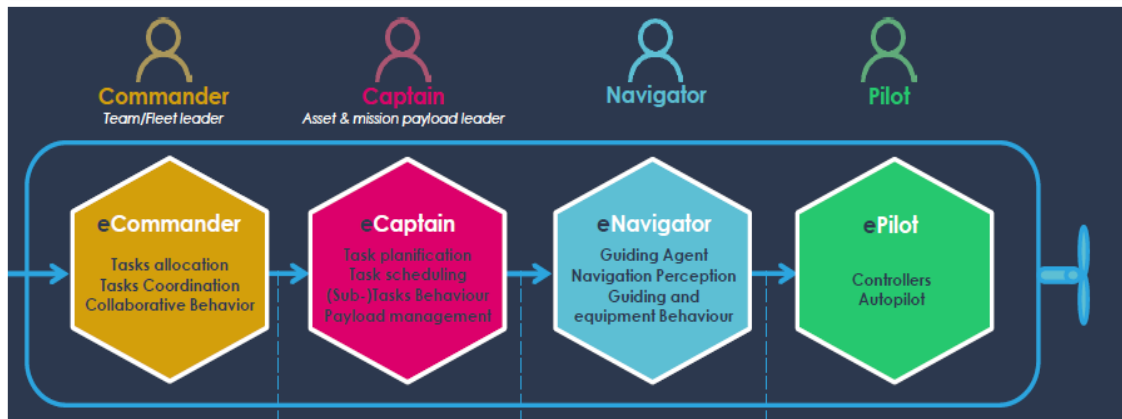 Commander
Team/Fleet leader
Captain
Asset & mission payload leader
Navigator
Pilot
eCommander
Tasks allocation
Tasks Coordination
Collaborative Behavior
eCaptain
Task planification
Task scheduling
(Sub-)Tasks Behaviour
Payload management
eNavigator
Guiding Agent
Navigation Perception
Guiding and
equipment Behaviour
ePilot
Controllers
Autopilot